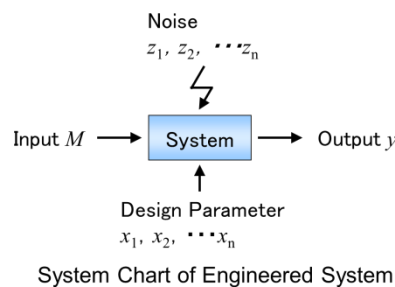 Noise
z₁, z₂, ···zₙ
Input M
System
Output y
Design Parameter
x₁, x₂, ···xₙ
System Chart of Engineered System